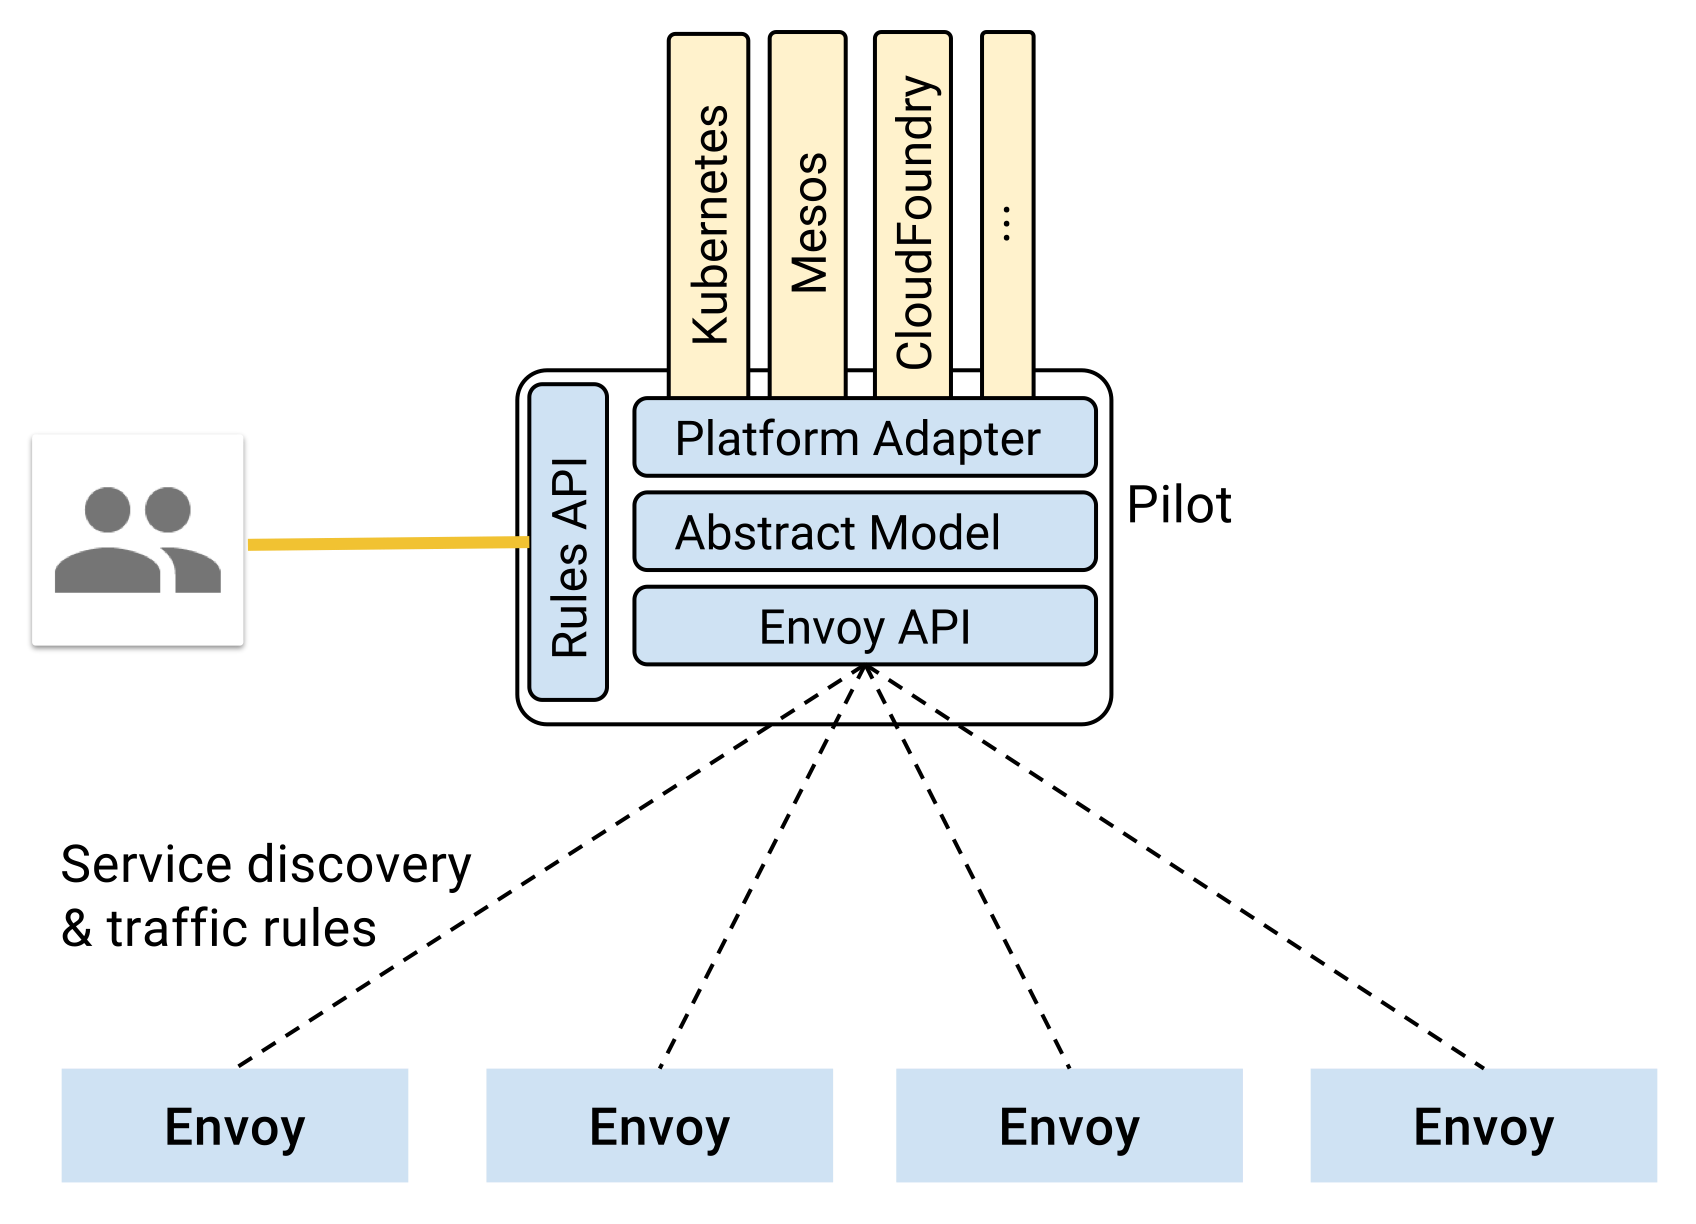 Kubernetes
Mesos
CloudFoundry
...
Rules API
Platform Adapter
Abstract Model
Envoy API
Pilot
Service discovery
& traffic rules
Envoy
Envoy
Envoy
Envoy